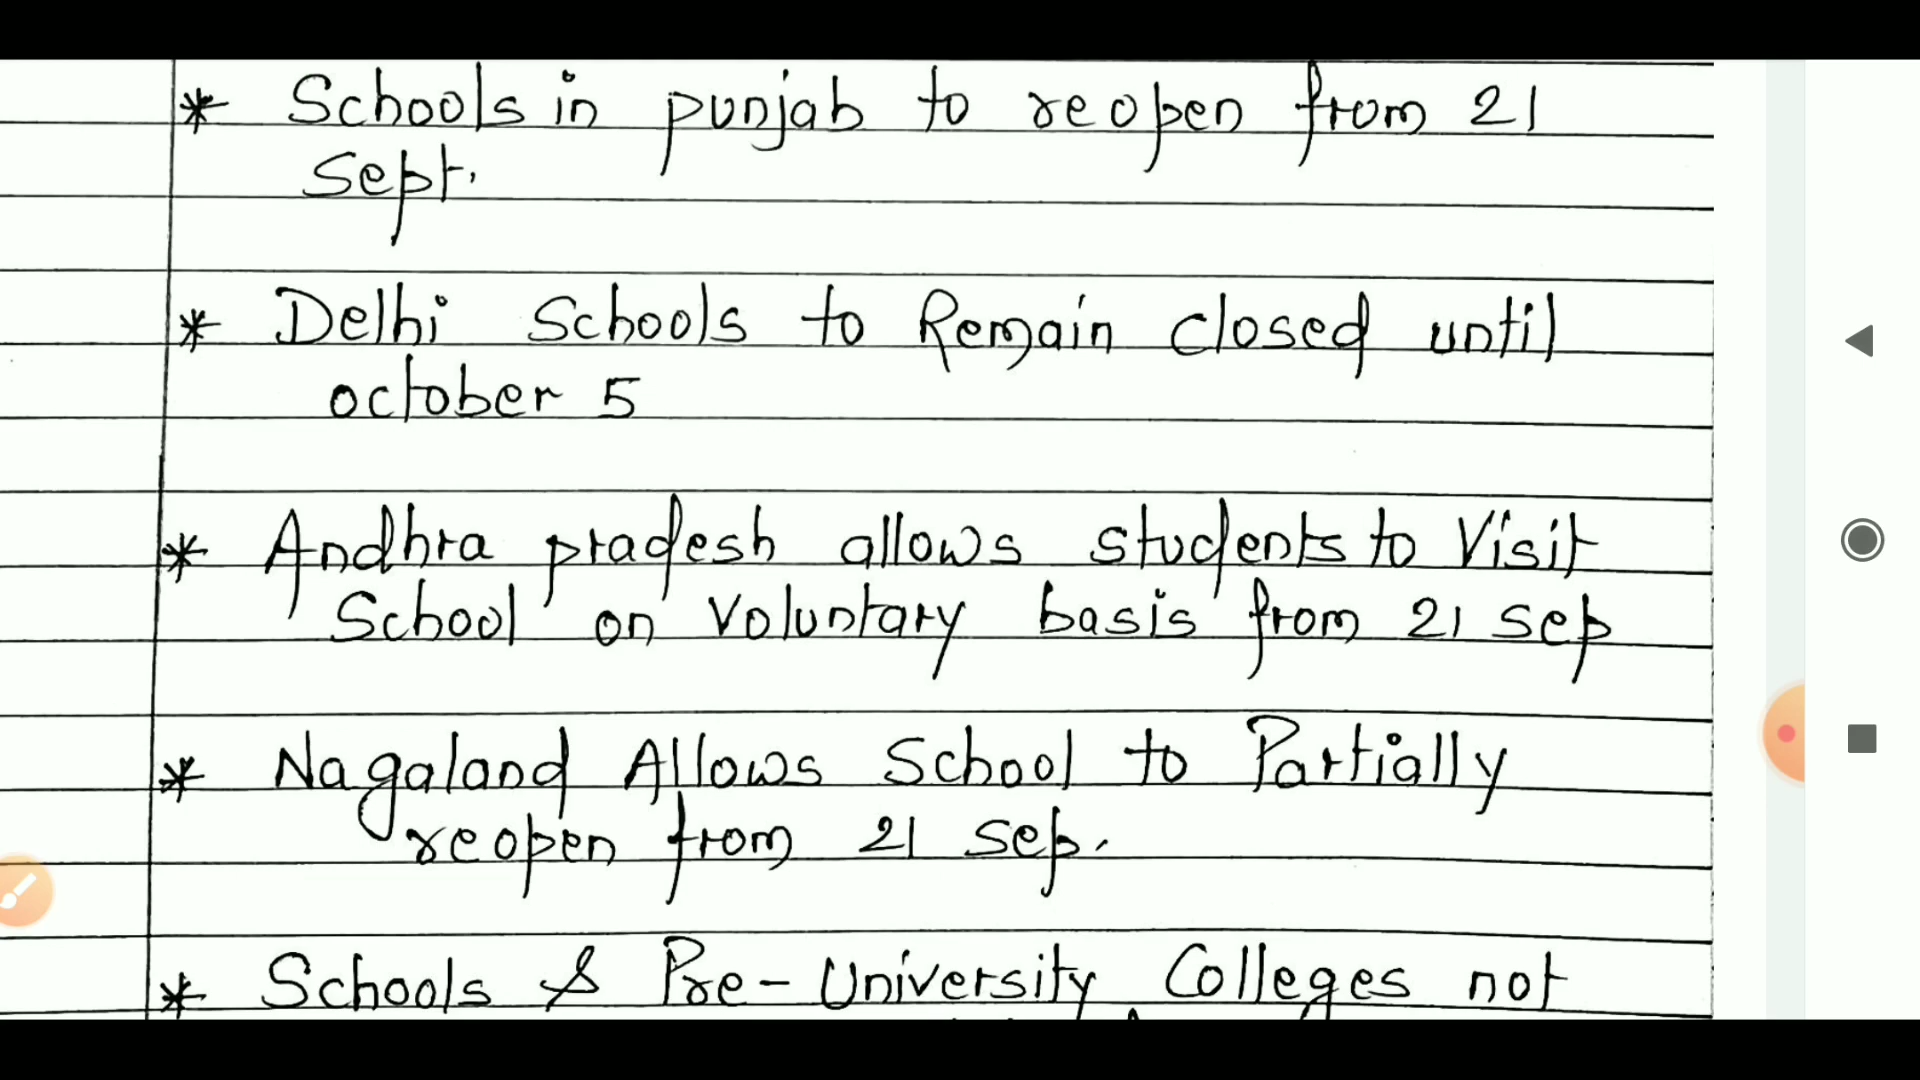 * Schools in punjab to reopen from 21
Sept.
* Delhi Schools to Remain closed until
october 5
* Andhra pradesh allows students to Visit
School on Voluntary basis from 21 sep
* Nagaland Allows School to Partially
reopen from 21 sep.
* Schools & Pre-University Colleges not